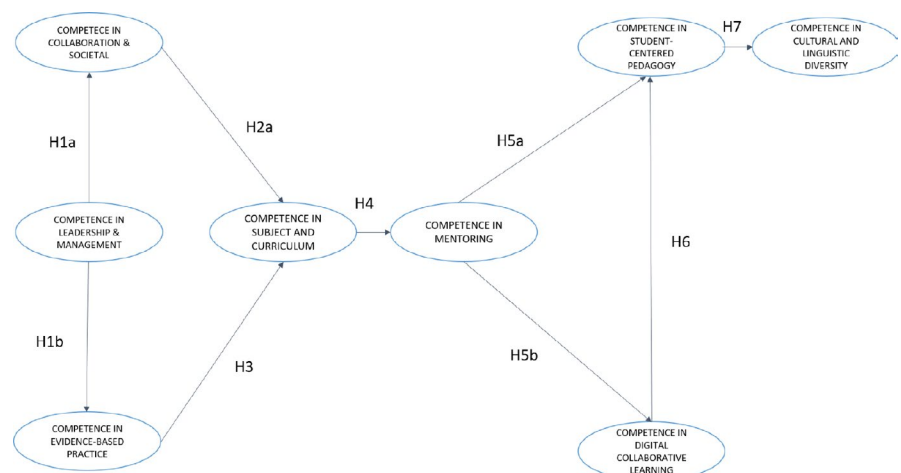 COMPETECE IN
COLLABORATION &
SOCIETAL
COMPETENCE IN
STUDENT-
CENTERED
PEDAGOGY
H7
COMPETENCE IN
CULTURAL AND
LINGUISTIC
DIVERSITY
H1a
H2a
H5a
COMPETENCE IN
LEADERSHIP &
MANAGEMENT
COMPETENCE IN
SUBJECT AND
CURRICULUM
H4
COMPETENCE IN
MENTORING
H6
H1b
H3
H5b
COMPETENCE IN
EVIDENCE-BASED
PRACTICE
COMPETENCE IN
DIGITAL
COLLABORATIVE
LEARNING